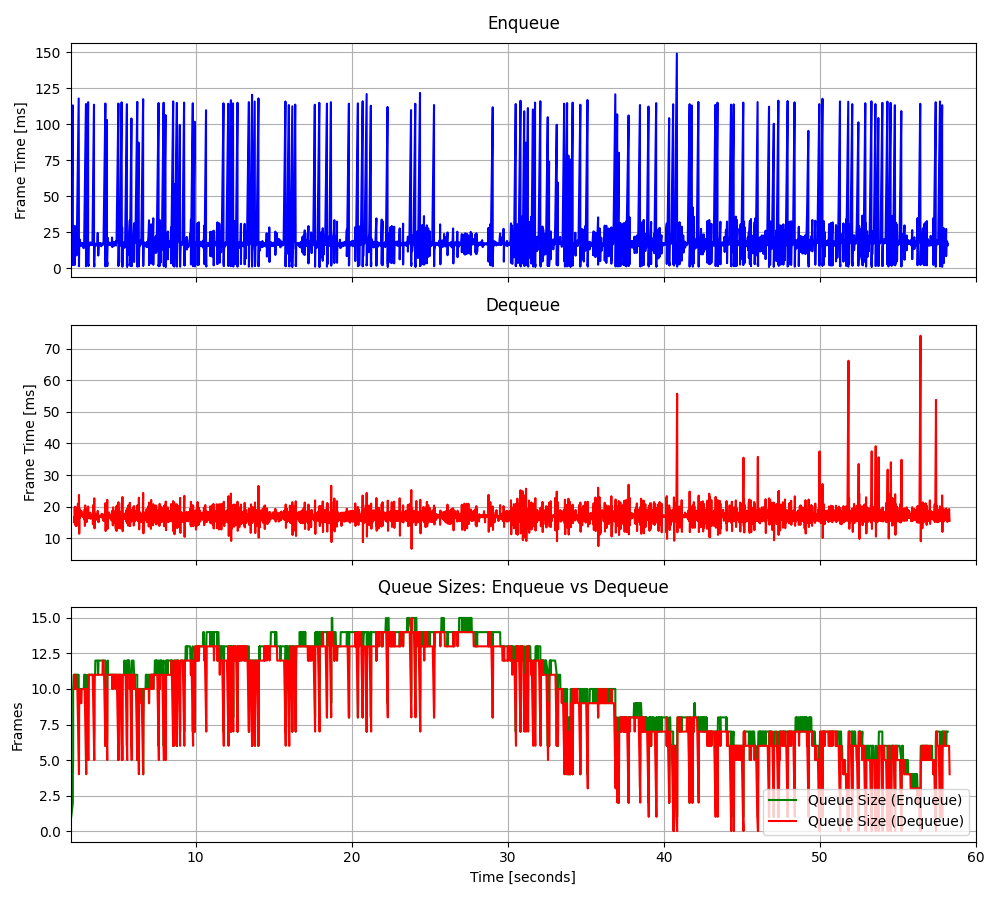 Enqueue
Frame Time [ms]
150
125
100
75
50
25
0
Dequeue
Frame Time [ms]
70
60
50
40
30
20
10
Queue Sizes: Enqueue vs Dequeue
Frames
15.0
12.5
10.0
7.5
5.0
2.5
0.0
Queue Size (Enqueue)
Queue Size (Dequeue)
10 20 30 40 50 60
Time [seconds]